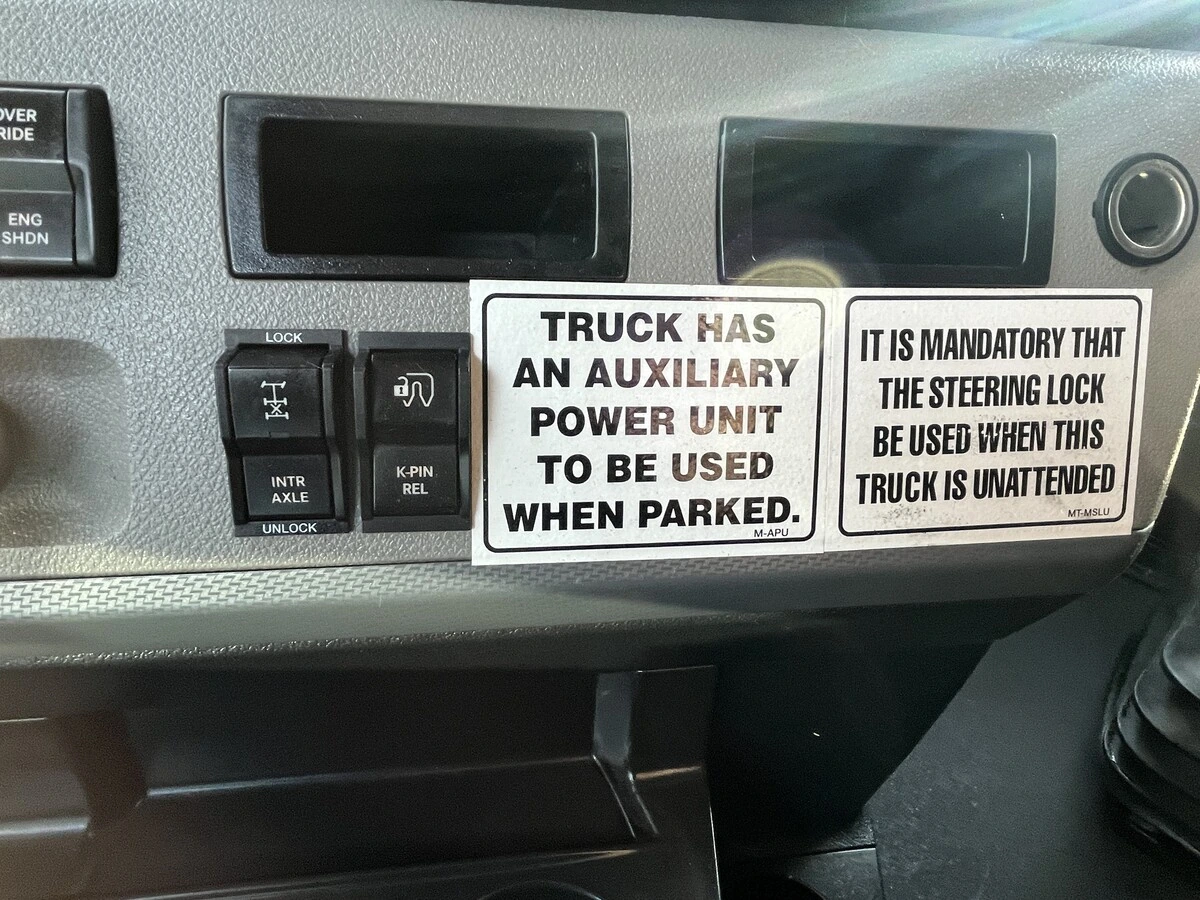 OVER
RIDE
ENG
SHDN
LOCK
INTR
AXLE
UNLOCK
K-PIN
REL
TRUCK HAS
AN AUXILIARY
POWER UNIT
TO BE USED
WHEN PARKED.
M-APU
IT IS MANDATORY THAT
THE STEERING LOCK
BE USED WHEN THIS
TRUCK IS UNATTENDED
MT-MSLU